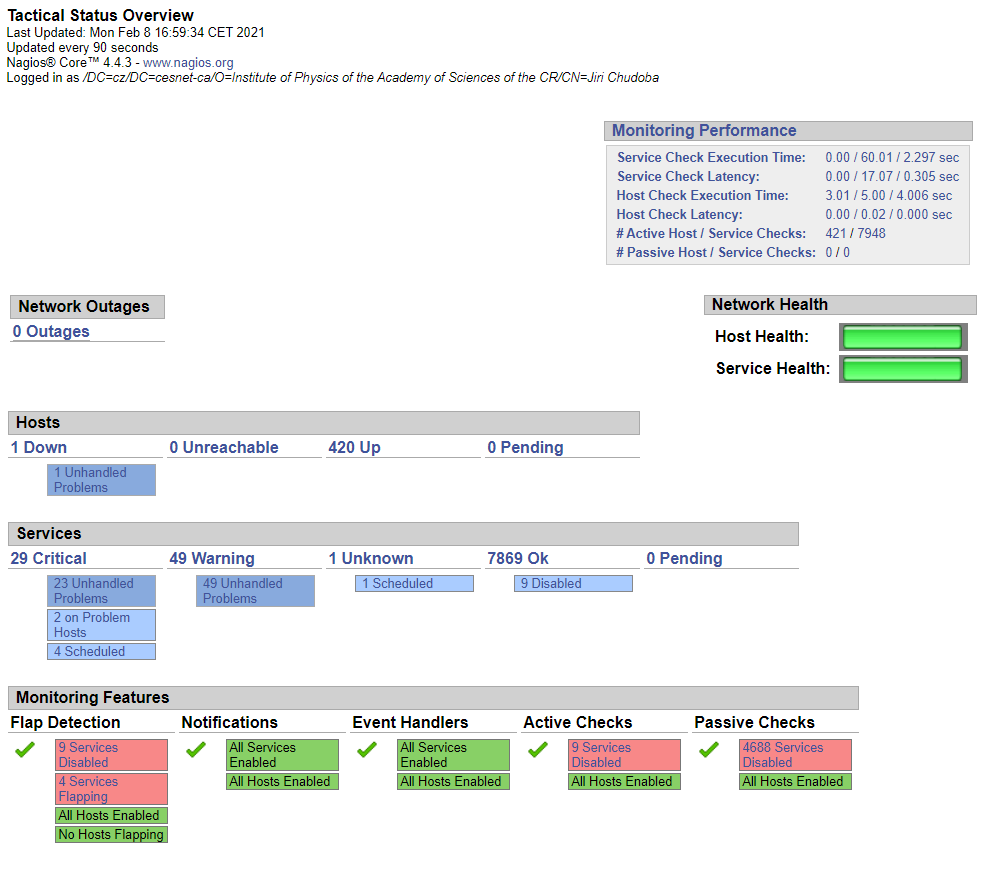 Tactical Status Overview
Last Updated: Mon Feb 8 16:59:34 CET 2021
Updated every 90 seconds
Nagios® Core™ 4.4.3 - www.nagios.org
Logged in as /DC=cz/DC=cesnet-ca/O=Institute of Physics of the Academy of Sciences of the CR/CN=Jiri Chudoba
Monitoring Performance
Service Check Execution Time: 0.00 / 60.01 / 2.297 sec
Service Check Latency: 0.00 / 17.07 / 0.305 sec
Host Check Execution Time: 3.01 / 5.00 / 4.006 sec
Host Check Latency: 0.00 / 0.02 / 0.000 sec
# Active Host / Service Checks: 421 / 7948
# Passive Host / Service Checks: 0 / 0
Network Outages
0 Outages
Network Health
Host Health:
Service Health:
Hosts
1 Down 0 Unreachable 420 Up 0 Pending
1 Unhandled
Problems
Services
29 Critical 49 Warning 1 Unknown 7869 Ok 0 Pending
23 Unhandled
Problems
2 on Problem
Hosts
4 Scheduled
49 Unhandled
Problems
1 Scheduled
9 Disabled
Monitoring Features
Flap Detection Notifications Event Handlers Active Checks Passive Checks
9 Services
Disabled
4 Services
Flapping
All Hosts Enabled
No Hosts Flapping
All Services
Enabled
All Hosts Enabled
All Services
Enabled
All Hosts Enabled
9 Services
Disabled
All Hosts Enabled
4688 Services
Disabled
All Hosts Enabled